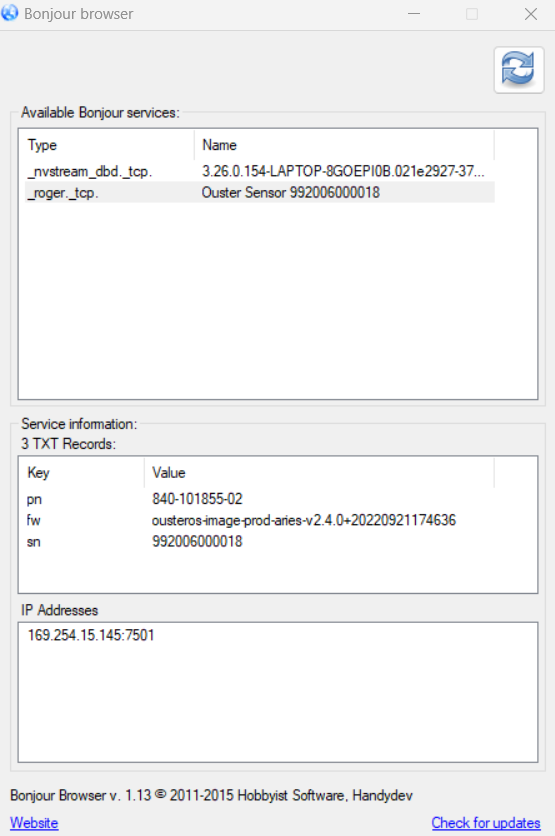 Bonjour browser
Available Bonjour services:
Type Name
_nvstream_dbd._tcp. 3.26.0.154-LAPTOP-8GOEPI0B.021e2927-37...
_roger._tcp. Ouster Sensor 992006000018
Service information:
3 TXT Records:
Key Value
pn 840-101855-02
fw ousteros-image-prod-aries-v2.4.0+20220921174636
sn 992006000018
IP Addresses
169.254.15.145:7501
Bonjour Browser v. 1.13 © 2011-2015 Hobbyist Software, Handydev
Website Check for updates